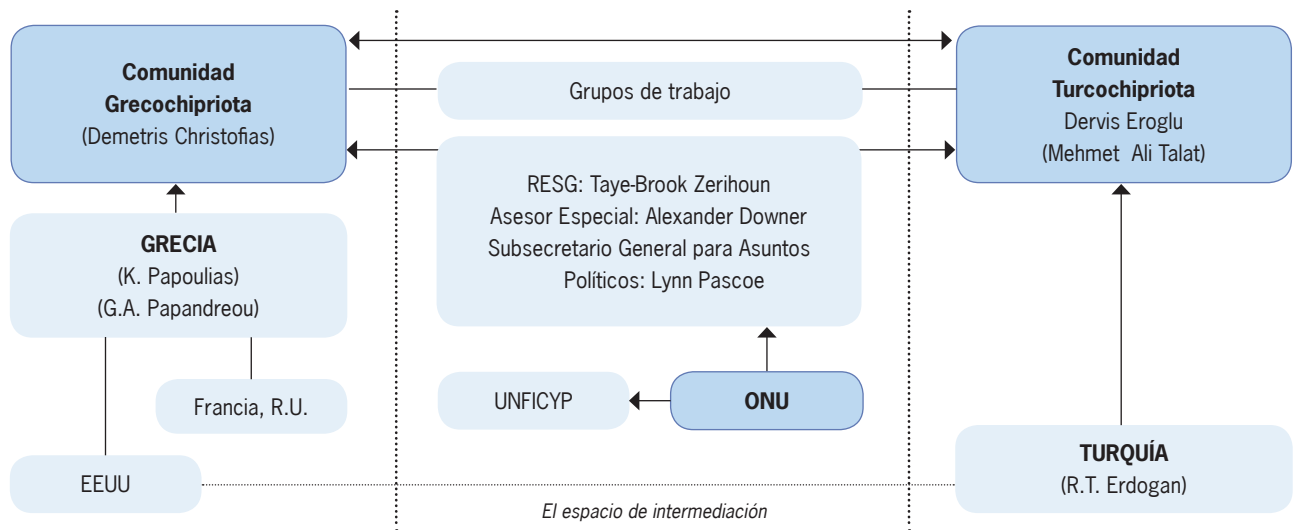 Comunidad
Grecochipriota
(Demetris Christofias)
Grupos de trabajo
Comunidad
Turcochipriota
Dervis Eroglu
(Mehmet Ali Talat)
RESG: Taye-Brook Zerihoun
Asesor Especial: Alexander Downer
Subsecretario General para Asuntos
Políticos: Lynn Pascoe
GRECIA
(K. Papoulias)
(G.A. Papandreou)
Francia, R.U.
UNFICYP
ONU
EEUU
TURQUÍA
(R.T. Erdogan)
El espacio de intermediación